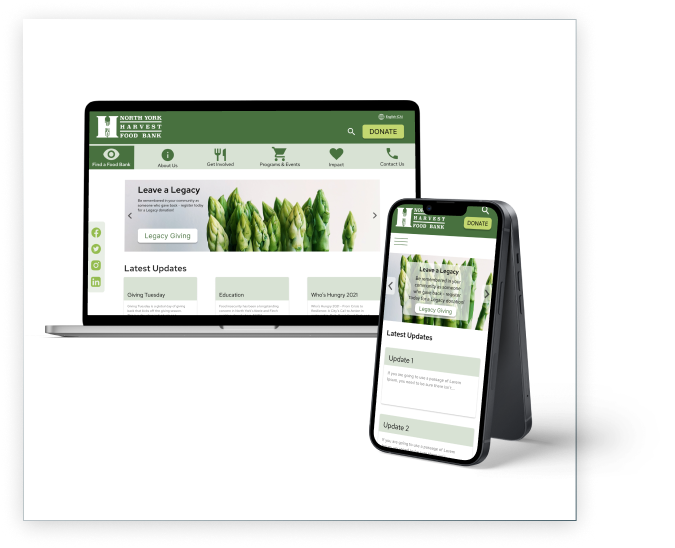 NORTH YORK
HARVEST
FOOD BANK
English (CA)
DONATE
Find a Food Bank
About Us
Get Involved
Programs & Events
Impact
Contact Us
Leave a Legacy
Be remembered in your community as
someone who gave back - register today
for a Legacy donation!
Legacy Giving
Latest Updates
Giving Tuesday
Education
Who's Hungry 2021
NORTH YORK
HARVEST
FOOD BANK
DONATE
Leave a Legacy
Be remembered in your
community as someone
who gave back - register
today for a Legacy donation!
Legacy Giving
Latest Updates
Update 1
If you are going to use a passage of Lorem
Ipsum, you need to be sure there isn't...
Update 2
If you are going to use a passage of Lorem